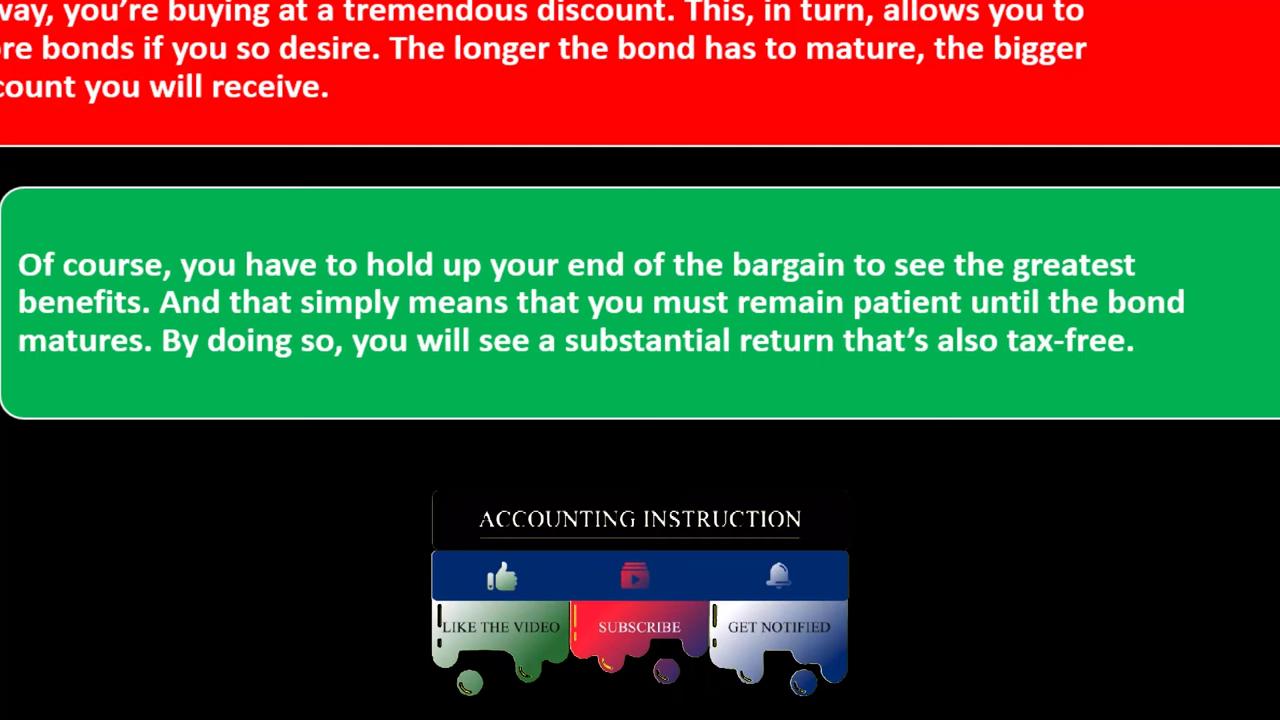 way, you're buying at a tremendous discount. This, in turn, allows you to
bonds if you so desire. The longer the bond has to mature, the bigger
you will receive.
Of course, you have to hold up your end of the bargain to see the greatest
benefits. And that simply means that you must remain patient until the bond
matures. By doing so, you will see a substantial return that's also tax-free.
ACCOUNTING INSTRUCTION
LIKE THE VIDEO
SUBSCRIBE
GET NOTIFIED